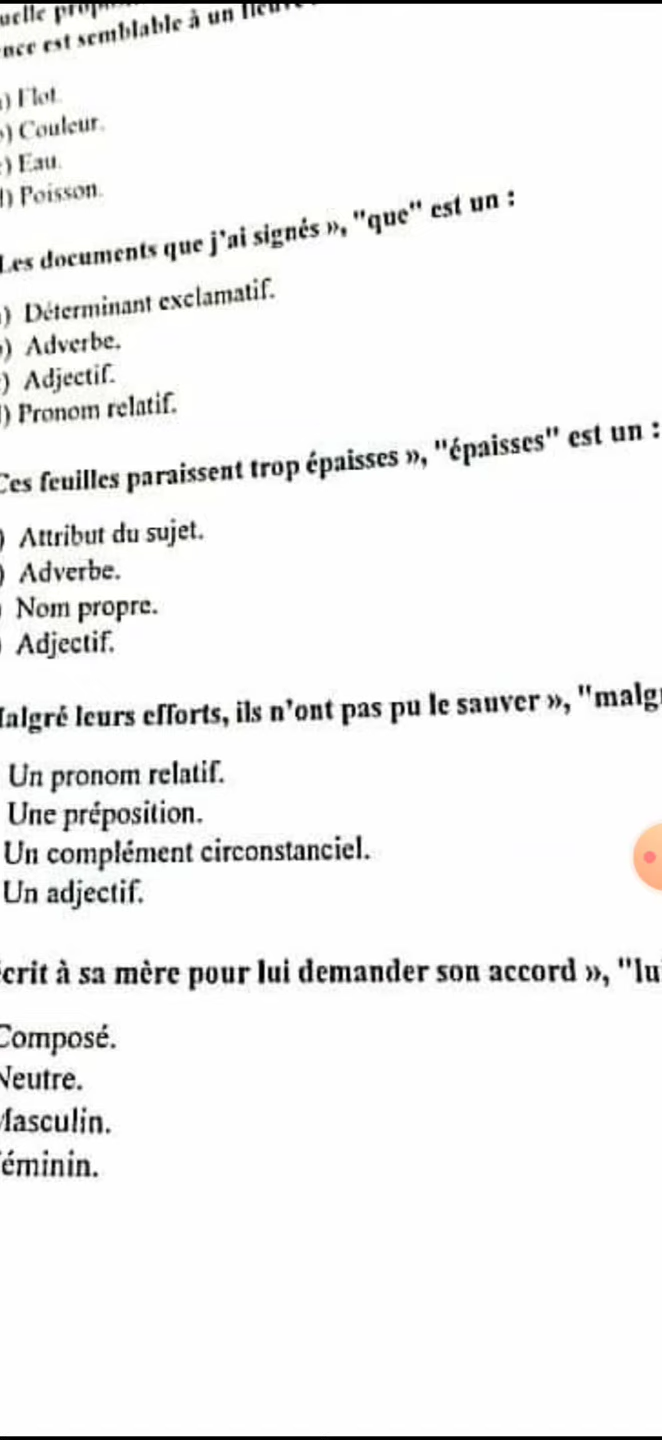 est semblable à un
) Flot.
) Couleur.
) Eau.
) Poisson.
Les documents que j'ai signés », "que" est un :
) Déterminant exclamatif.
) Adverbe.
) Adjectif.
) Pronom relatif.
Ces feuilles paraissent trop épaisses », "épaisses" est un :
) Attribut du sujet.
) Adverbe.
Nom propre.
Adjectif.
leurs efforts, ils n'ont pas pu le sauver », "malg
Un pronom relatif.
Une préposition.
Un complément circonstanciel.
Un adjectif.
crit à sa mère pour lui demander son accord », "lu
Composé.
Neutre.
Masculin.
éminin.